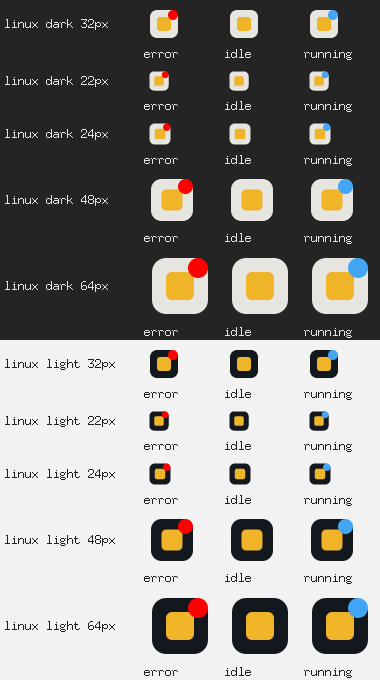 linux dark 32px
error idle running
linux dark 22px
error idle running
linux dark 24px
error idle running
linux dark 48px
error idle running
linux dark 64px
error idle running
linux light 32px
error idle running
linux light 22px
error idle running
linux light 24px
error idle running
linux light 48px
error idle running
linux light 64px
error idle running